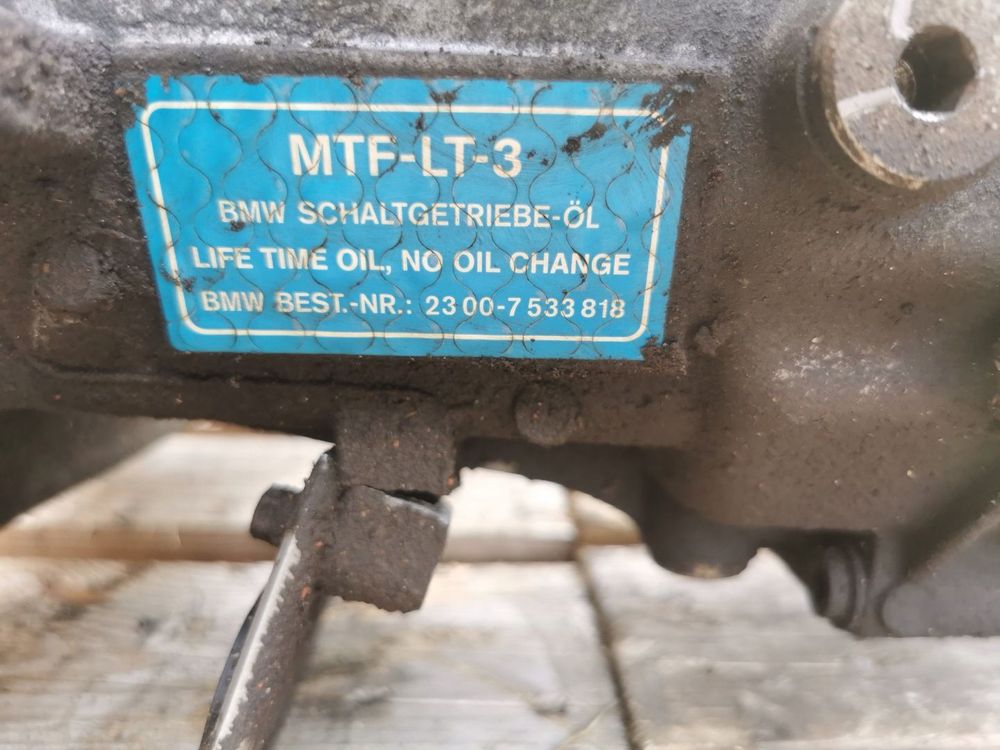 MTF-LT-3
BMW SCHALTGETRIEBE-ÖL
LIFE TIME OIL, NO OIL CHANGE
BMW BEST.-NR.: 23 00-7 533 818